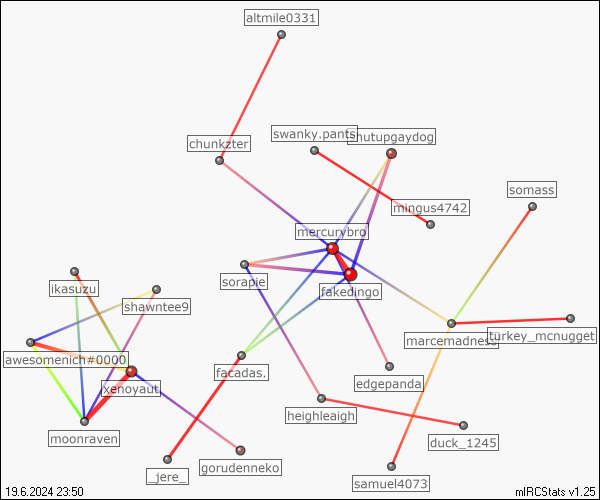 altmile0331
swanky.pants
shutupgaydog
chunkzter
somass
mingus4742
mercurybro
ikasuzu
sorapie
fakedingo
shawntee9
turkey_mcnugget
marcemadness
awesomenich#0000
facadas.
edgepanda
xenoyaut
heighleaigh
moonraven
duck_1245
_jere_
gorudenneko
samuel4073
19.6.2024 23:50
mIRCStats v1.25